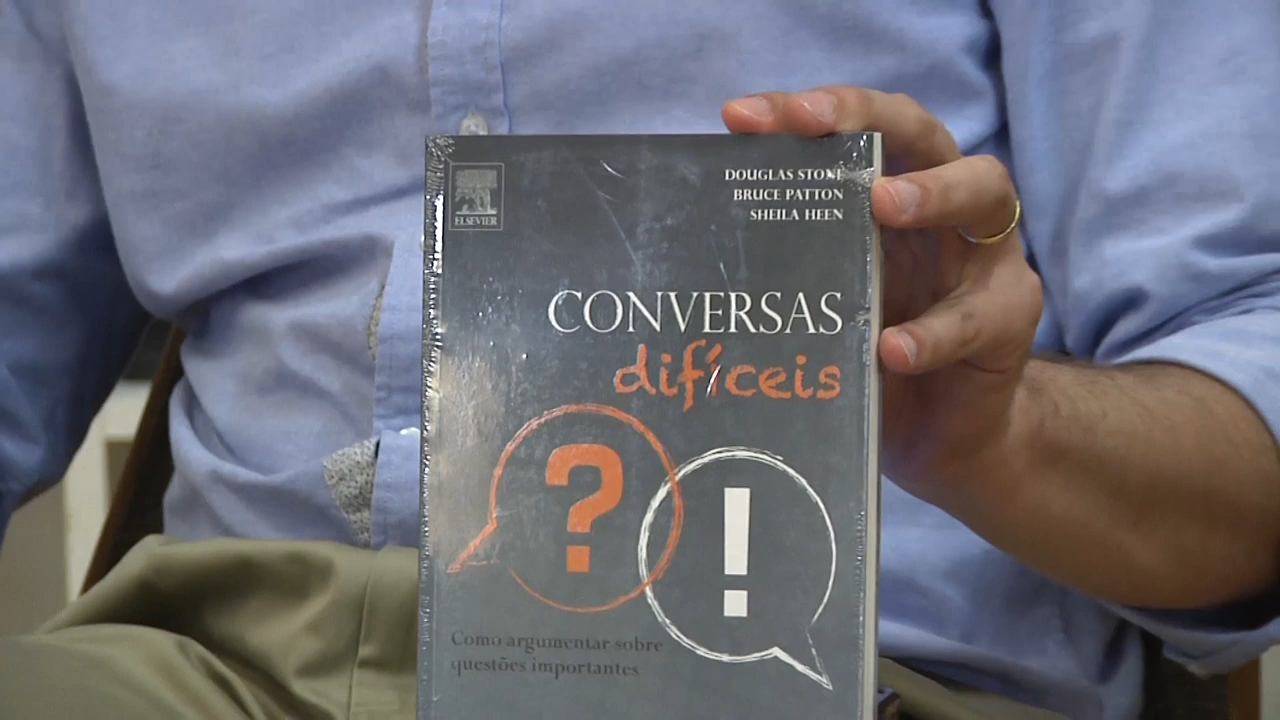 ELSEVIER
DOUGLAS STONE
BRUCE PATTON
SHEILA HEEN
CONVERSAS
difíceis
?
!
Como argumentar sobre
questões importantes